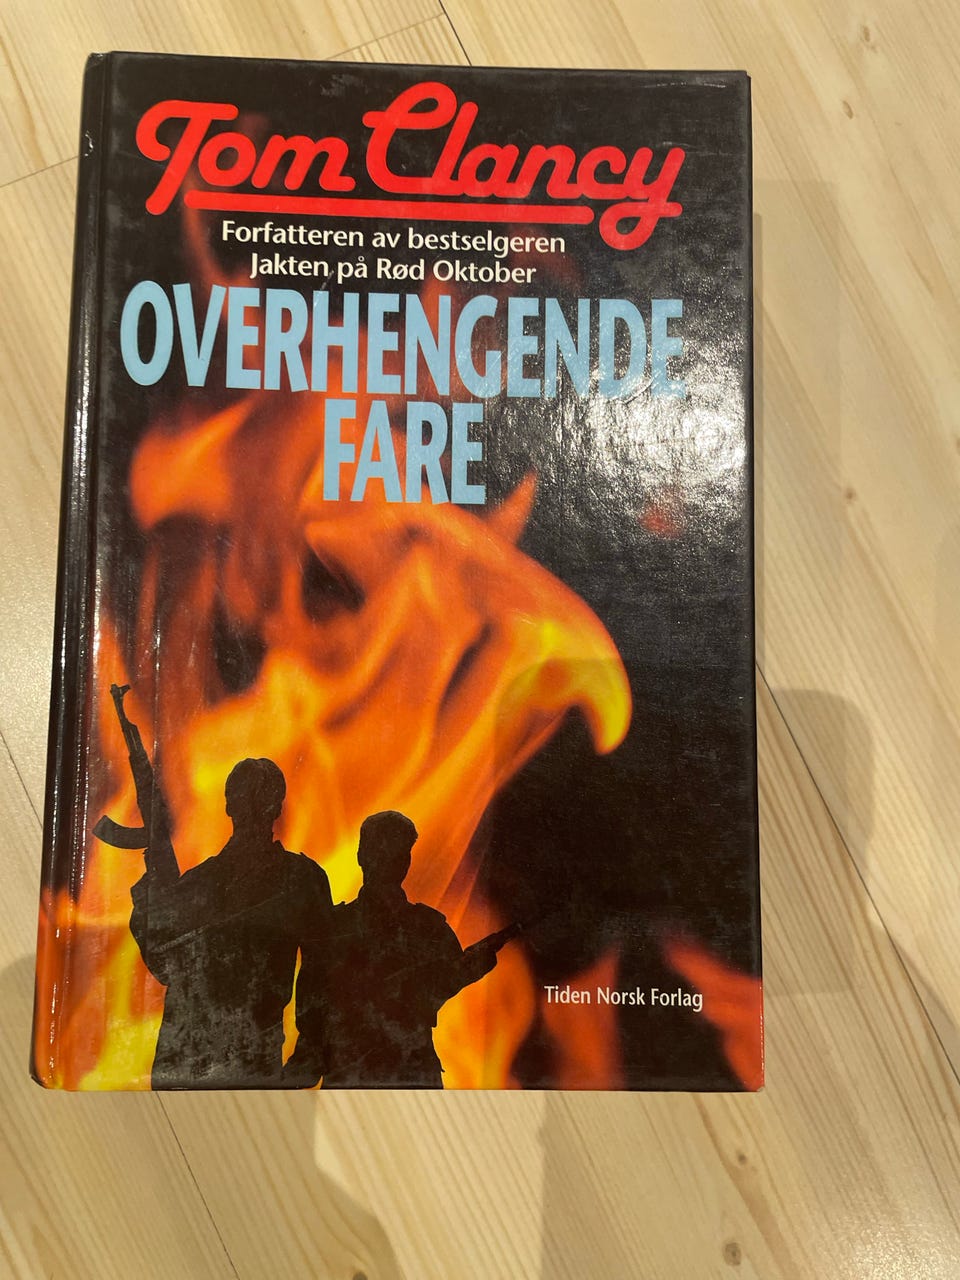 Tom Clancy
Forfatteren av bestselgeren
Jakten på Rød Oktober
OVERHENGENDE
FARE
Tiden Norsk Forlag